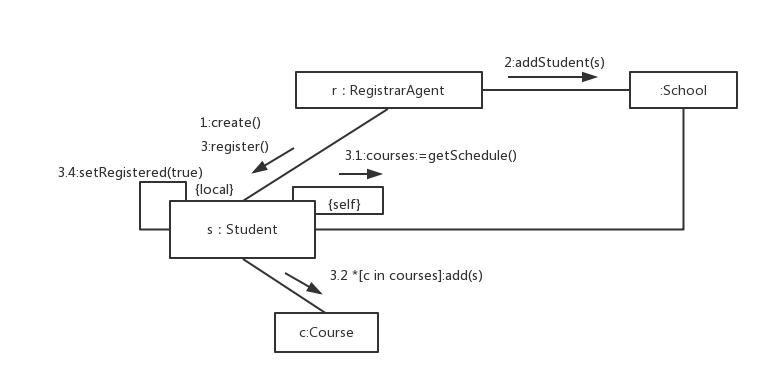 2:addStudent(s)
r : RegistrarAgent
:School
1:create()
3:register()
3.1:courses:=getSchedule()
3.4:setRegistered(true)
{local}
{self}
s : Student
3.2 *[c in courses]:add(s)
c:Course